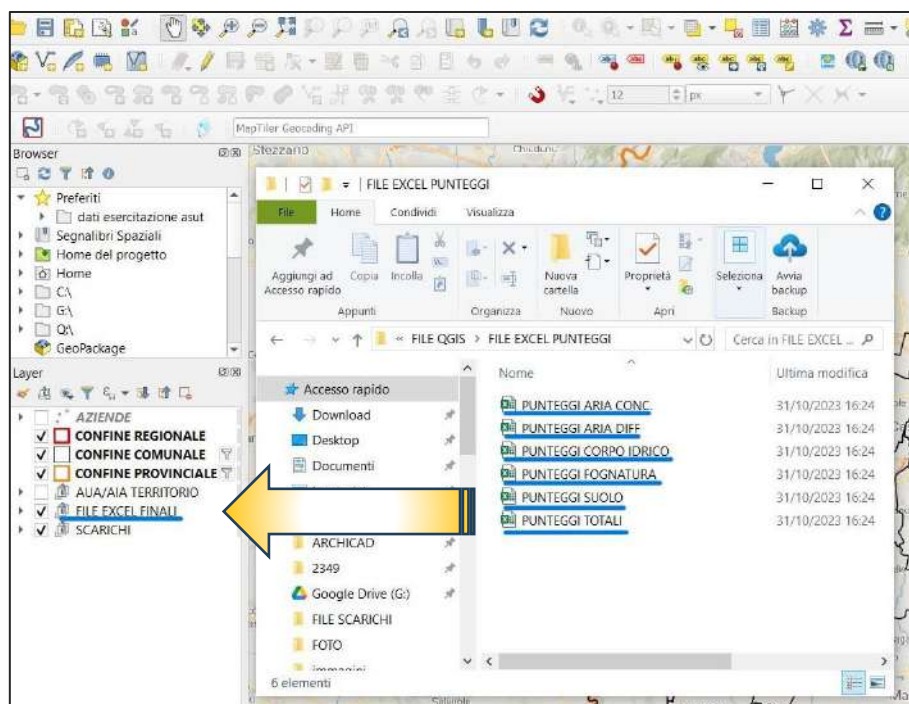 12
px
MapTiler Geocoding API
Browser
Stezzano
Preferiti
dati esercitazione asut
Segnalibri Spaziali
Home del progetto
Home
C:\
G:\
Q:\
GeoPackage
Layer
AZIENDE
CONFINE REGIONALE
CONFINE COMUNALE
CONFINE PROVINCIALE
AUA/AIA TERRITORIO
FILE EXCEL FINALI
SCARICHI
FILE EXCEL PUNTEGGI
File
Home
Condividi
Visualizza
Aggiungi ad
Accesso rapido
Copia
Incolla
Nuova
cartella
Proprietà
Seleziona
Avvia
backup
Appunti
Organizza
Nuovo
Apri
Backup
« FILE QGIS > FILE EXCEL PUNTEGGI
Cerca in FILE EXCEL ...
Nome
Ultima modifica
Accesso rapido
Download
Desktop
Documenti
ARCHICAD
2349
Google Drive (G:)
FILE SCARICHI
FOTO
immagini
PUNTEGGI ARIA CONC.
31/10/2023 16:24
PUNTEGGI ARIA DIFF
31/10/2023 16:24
PUNTEGGI CORPO IDRICO
31/10/2023 16:24
PUNTEGGI FOGNATURA
31/10/2023 16:24
PUNTEGGI SUOLO
31/10/2023 16:24
PUNTEGGI TOTALI
31/10/2023 16:24
6 elementi